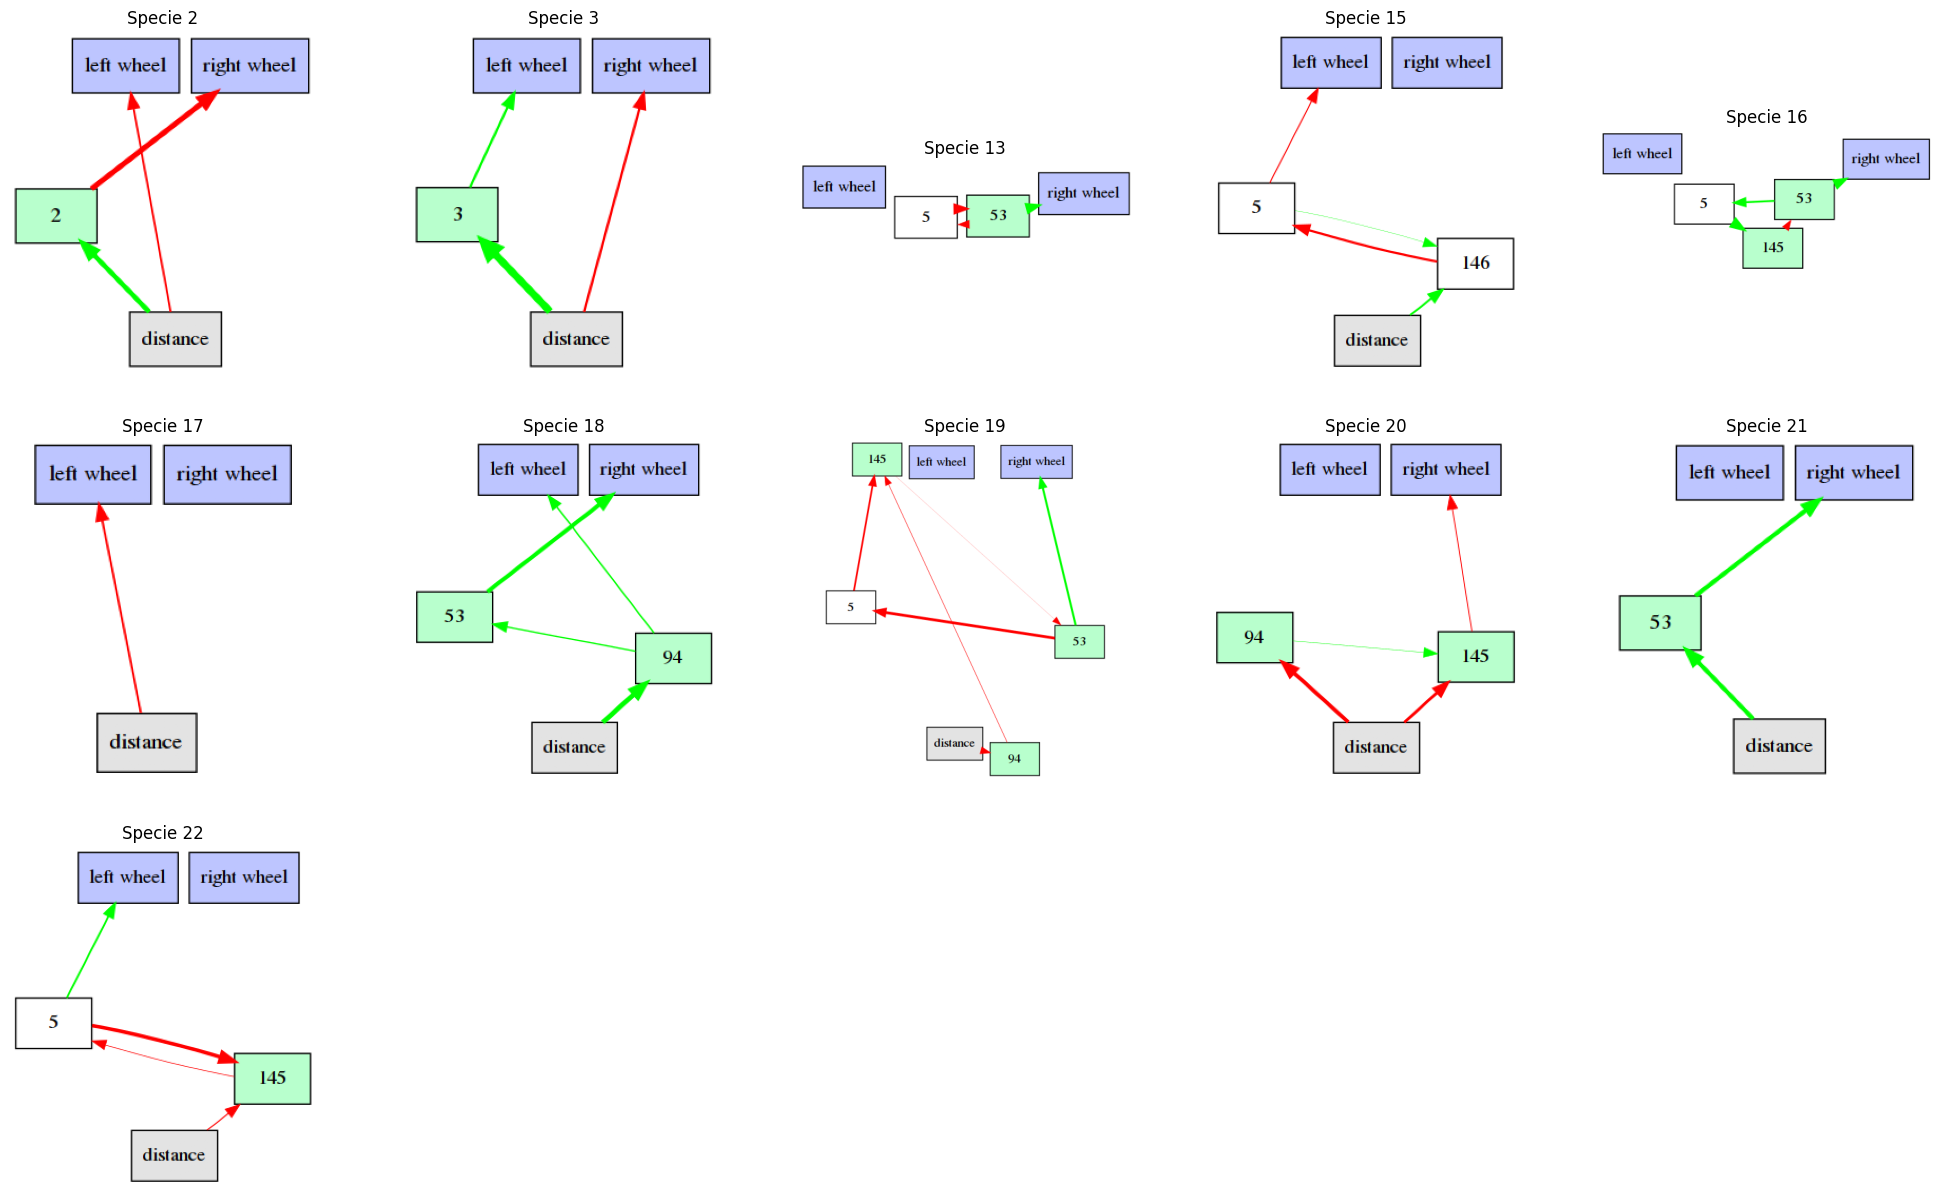 Specie 2
left wheel
right wheel
2
distance
Specie 3
left wheel
right wheel
3
distance
Specie 13
left wheel
right wheel
5
53
Specie 15
left wheel
right wheel
5
146
distance
Specie 16
left wheel
right wheel
5
53
145
Specie 17
left wheel
right wheel
distance
Specie 18
left wheel
right wheel
53
94
distance
Specie 19
145
left wheel
right wheel
5
53
distance
94
Specie 20
left wheel
right wheel
94
145
distance
Specie 21
left wheel
right wheel
53
distance
Specie 22
left wheel
right wheel
5
145
distance